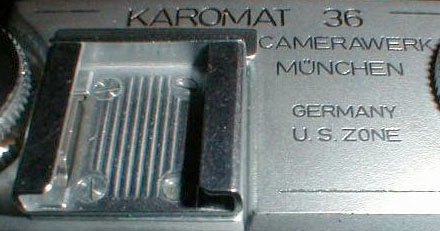 KAROMAT 36
CAMERAWERK
MÜNCHEN
GERMANY
U.S. ZONE